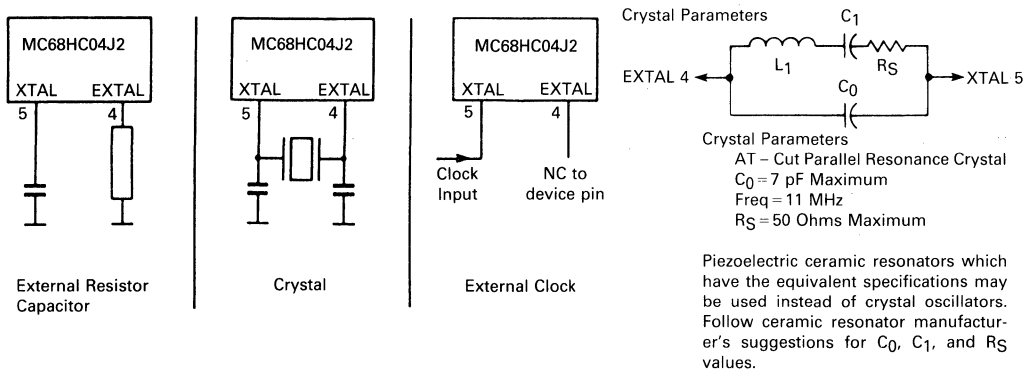 MC68HC04J2
XTAL EXTAL
5 4
External Resistor
Capacitor
MC68HC04J2
XTAL EXTAL
5 4
Crystal
MC68HC04J2
XTAL EXTAL
5 4
Clock
Input
NC to
device pin
External Clock
Crystal Parameters
C1
L1
RS
EXTAL 4
XTAL 5
C0
Crystal Parameters
AT – Cut Parallel Resonance Crystal
C0 = 7 pF Maximum
Freq = 11 MHz
RS = 50 Ohms Maximum
Piezoelectric ceramic resonators which
have the equivalent specifications may
be used instead of crystal oscillators.
Follow ceramic resonator manufactur-
er's suggestions for C0, C1, and RS
values.